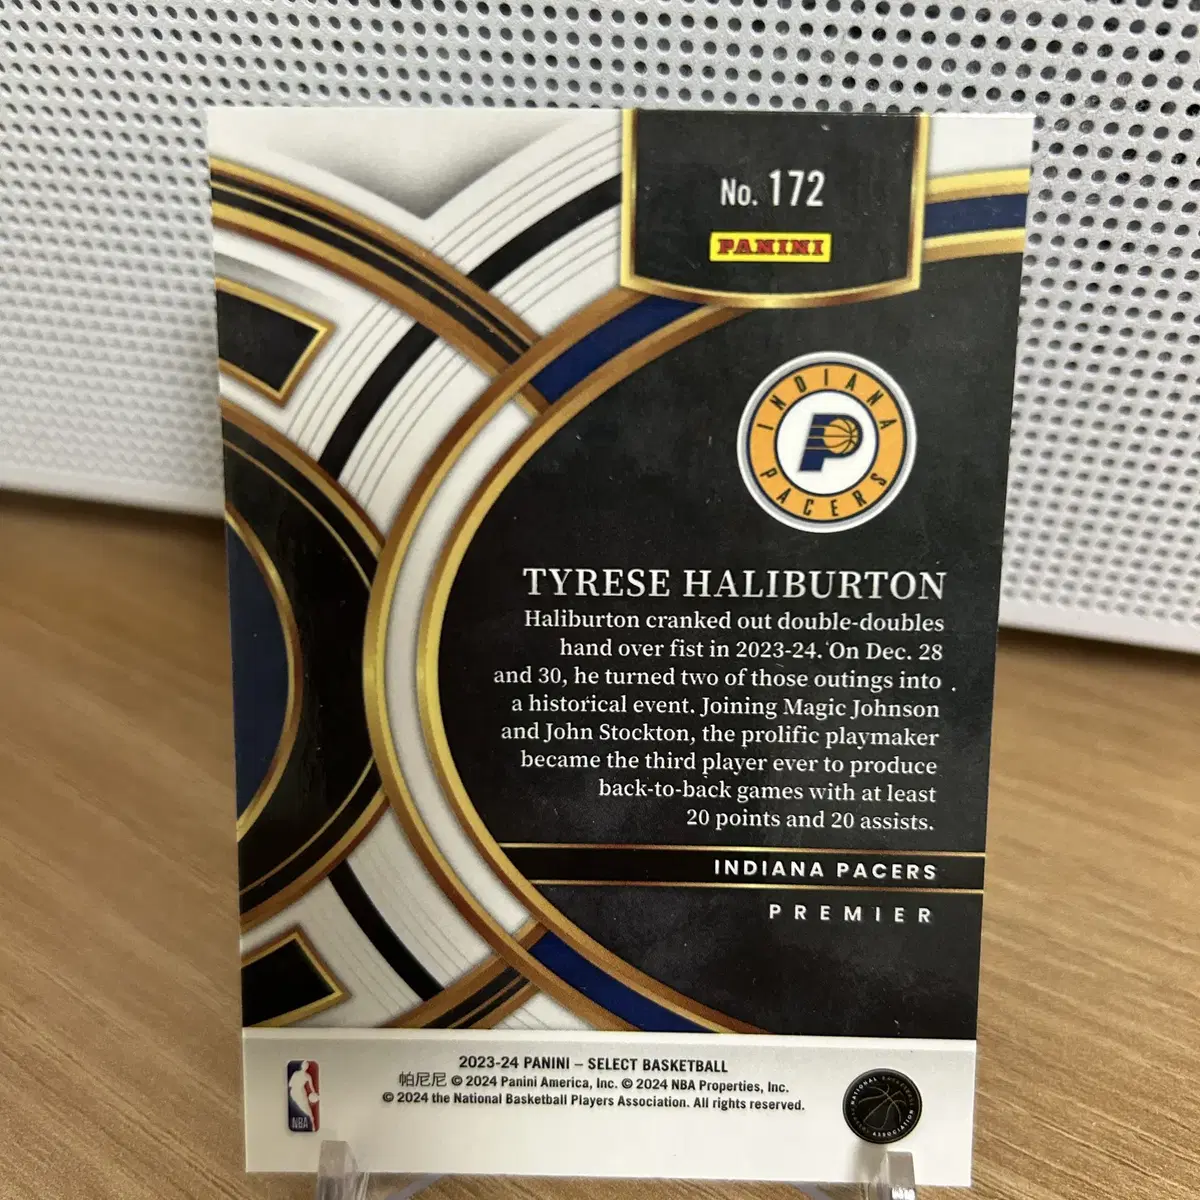 No. 172
PANINI
INDIANA
PACERS
TYRESE HALIBURTON
Haliburton cranked out double-doubles
hand over fist in 2023-24. On Dec. 28
and 30, he turned two of those outings into
a historical event. Joining Magic Johnson
and John Stockton, the prolific playmaker
became the third player ever to produce
back-to-back games with at least
20 points and 20 assists.
INDIANA PACERS
PREMIER
2023-24 PANINI – SELECT BASKETBALL
帕尼尼 © 2024 Panini America, Inc. © 2024 NBA Properties, Inc.
© 2024 the National Basketball Players Association. All rights reserved.
NBA
NATIONAL BASKETBALL
PLAYERS ASSOCIATION